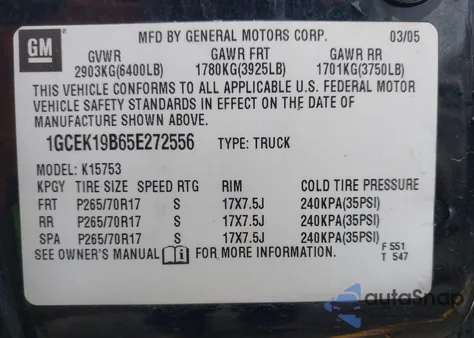 GM
MFD BY GENERAL MOTORS CORP. 03/05
GVWR GAWR FRT GAWR RR
2903KG(6400LB) 1780KG(3925LB) 1701KG(3750LB)
THIS VEHICLE CONFORMS TO ALL APPLICABLE U.S. FEDERAL MOTOR
VEHICLE SAFETY STANDARDS IN EFFECT ON THE DATE OF
MANUFACTURE SHOWN ABOVE.
1GCEK19B65E272556 TYPE: TRUCK
MODEL: K15753
KPGY TIRE SIZE SPEED RTG RIM COLD TIRE PRESSURE
FRT P265/70R17 S 17X7.5J 240KPA(35PSI)
RR P265/70R17 S 17X7.5J 240KPA(35PSI)
SPA P265/70R17 S 17X7.5J 240KPA(35PSI)
SEE OWNER'S MANUAL i FOR MORE INFORMATION.
F 551
T 547
autoSnap